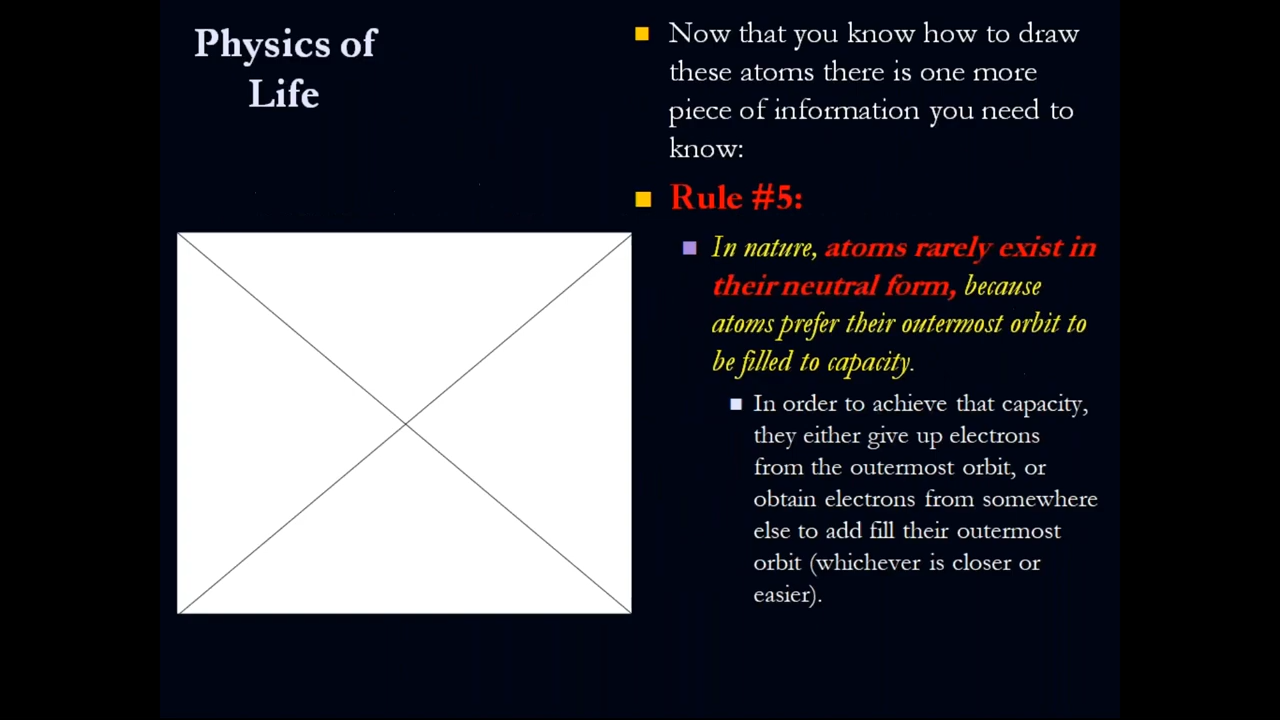 Physics of
Life
Now that you know how to draw
these atoms there is one more
piece of information you need to
know:
Rule #5:
In nature, atoms rarely exist in
their neutral form, because
atoms prefer their outermost orbit to
be filled to capacity.
In order to achieve that capacity,
they either give up electrons
from the outermost orbit, or
obtain electrons from somewhere
else to add fill their outermost
orbit (whichever is closer or
easier).